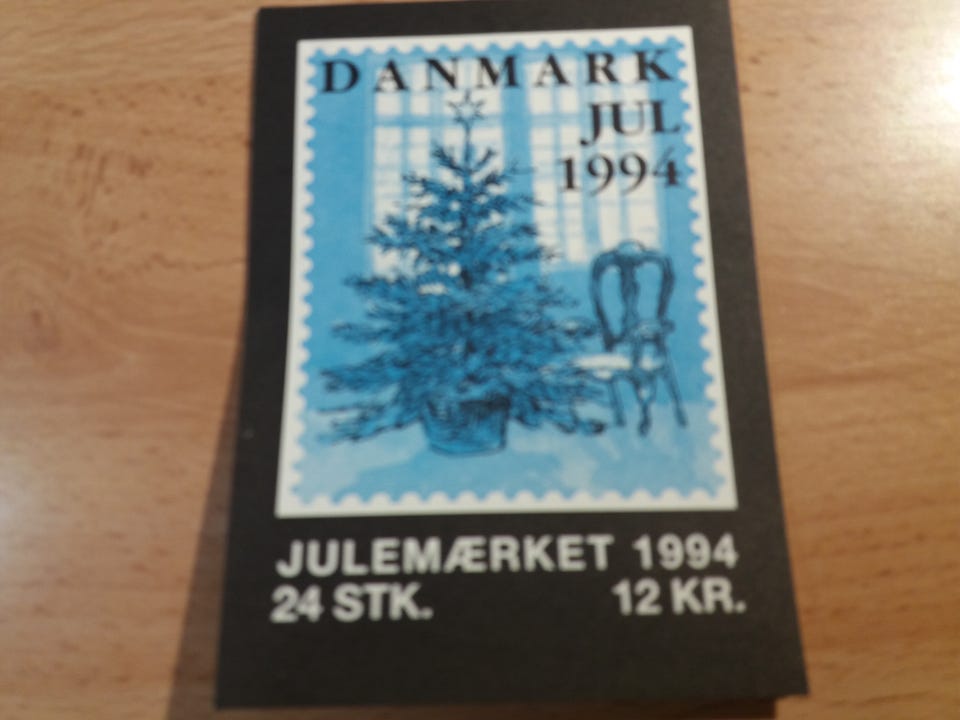 DANMARK
JUL
1994
JULEMÆRKET 1994
24 STK. 12 KR.